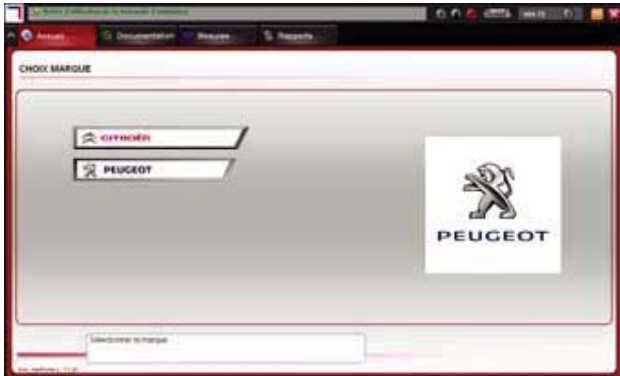 Accueil Documentation Mesures Rapports
CHOIX MARQUE
CITROËN
PEUGEOT
PEUGEOT
Sélectionner la marque